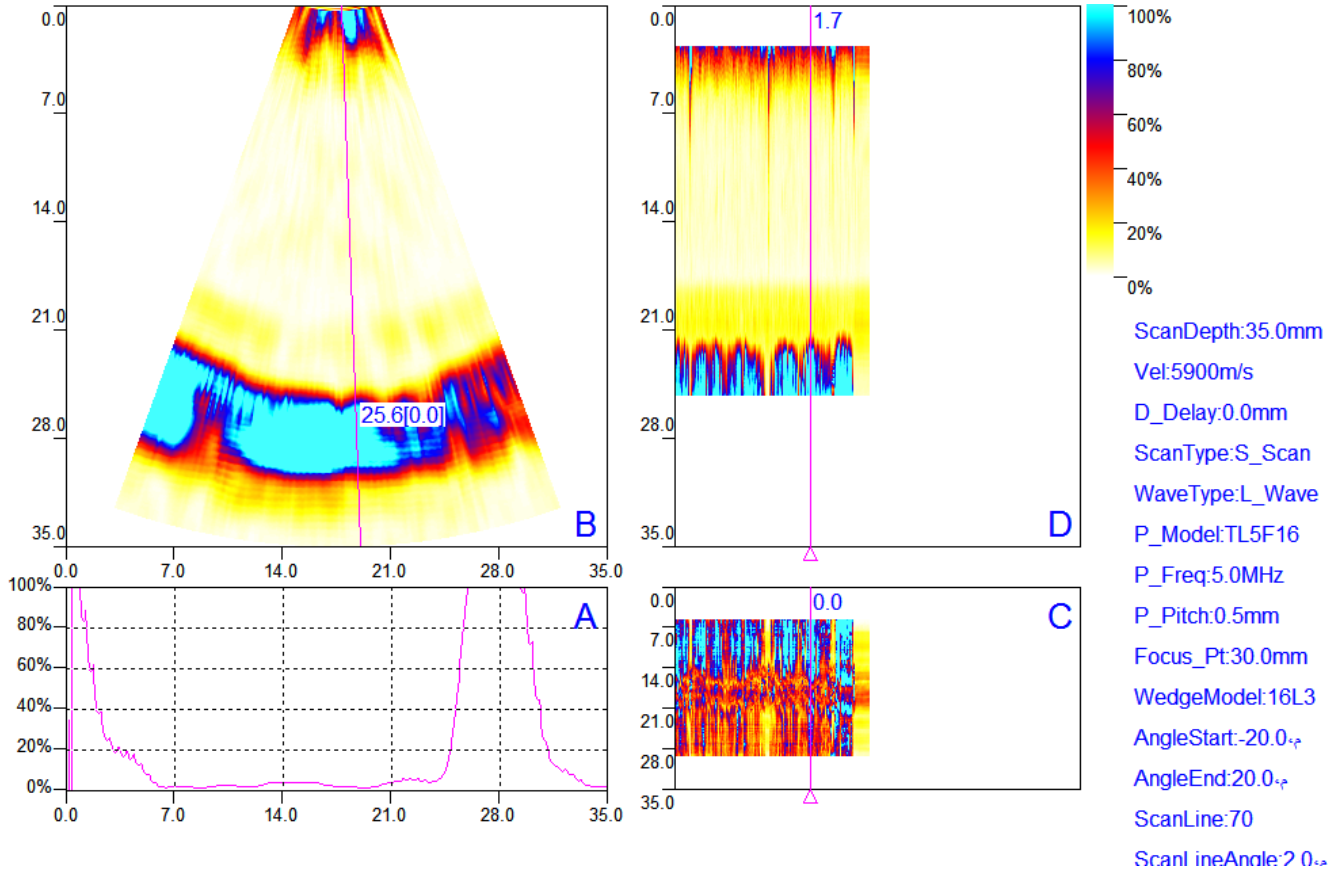 0.0
7.0
14.0
21.0
28.0
35.0
0.0 7.0 14.0 21.0 28.0 35.0
25.6[0.0]
B
0.0
7.0
14.0
21.0
28.0
35.0
1.7
D
100%
80%
60%
40%
20%
0%
100%
80%
60%
40%
20%
0%
0.0 7.0 14.0 21.0 28.0 35.0
A
0.0
7.0
14.0
21.0
28.0
35.0
0.0
C
ScanDepth:35.0mm
Vel:5900m/s
D_Delay:0.0mm
ScanType:S_Scan
WaveType:L_Wave
P_Model:TL5F16
P_Freq:5.0MHz
P_Pitch:0.5mm
Focus_Pt:30.0mm
WedgeModel:16L3
AngleStart:-20.0
AngleEnd:20.0
ScanLine:70
ScanLineAngle:2.0